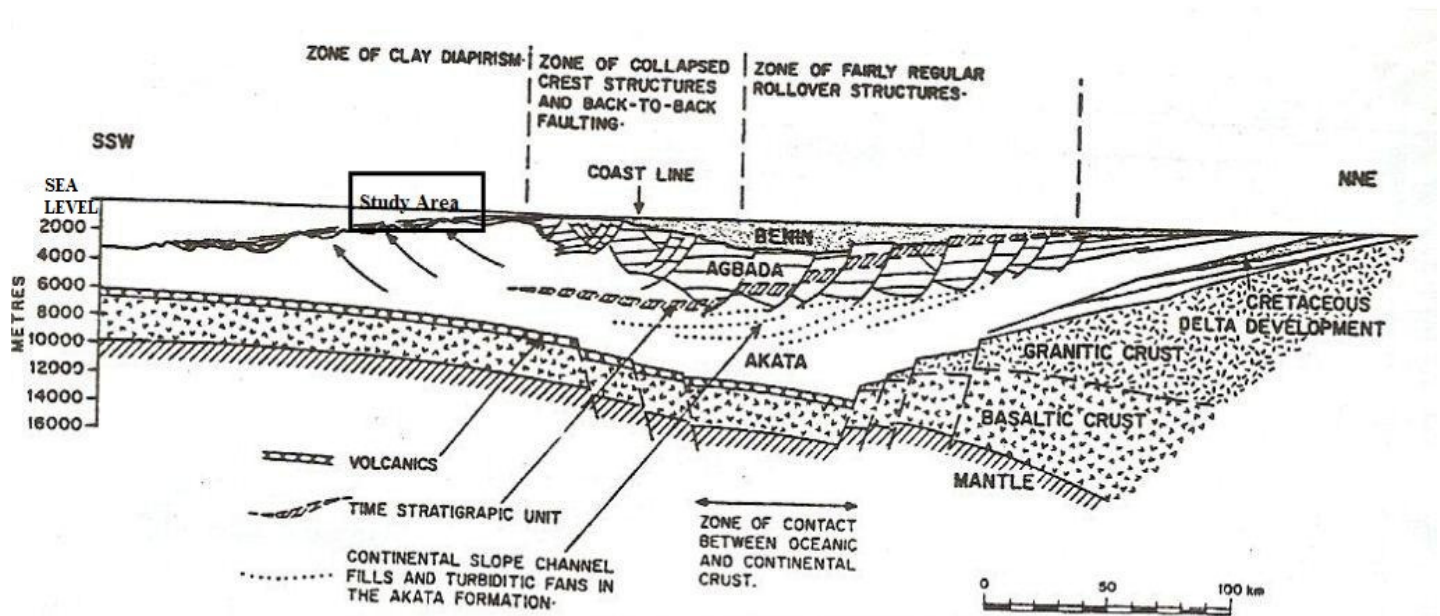 ZONE OF CLAY DIAPIRISM·
ZONE OF COLLAPSED
CREST STRUCTURES
AND BACK-TO-BACK
FAULTING·
ZONE OF FAIRLY REGULAR
ROLLOVER STRUCTURES·
SSW
COAST LINE
NNE
SEA
LEVEL
Study Area
2000
4000
6000
8000
10000
12000
14000
16000
METRES
BENIN
AGBADA
AKATA
CRETACEOUS
DELTA DEVELOPMENT
GRANITIC CRUST
BASALTIC CRUST
MANTLE
VOLCANICS
TIME STRATIGRAPIC UNIT
CONTINENTAL SLOPE CHANNEL
FILLS AND TURBIDITIC FANS IN
THE AKATA FORMATION·
ZONE OF CONTACT
BETWEEN OCEANIC
AND CONTINENTAL
CRUST.
0 50 100 km